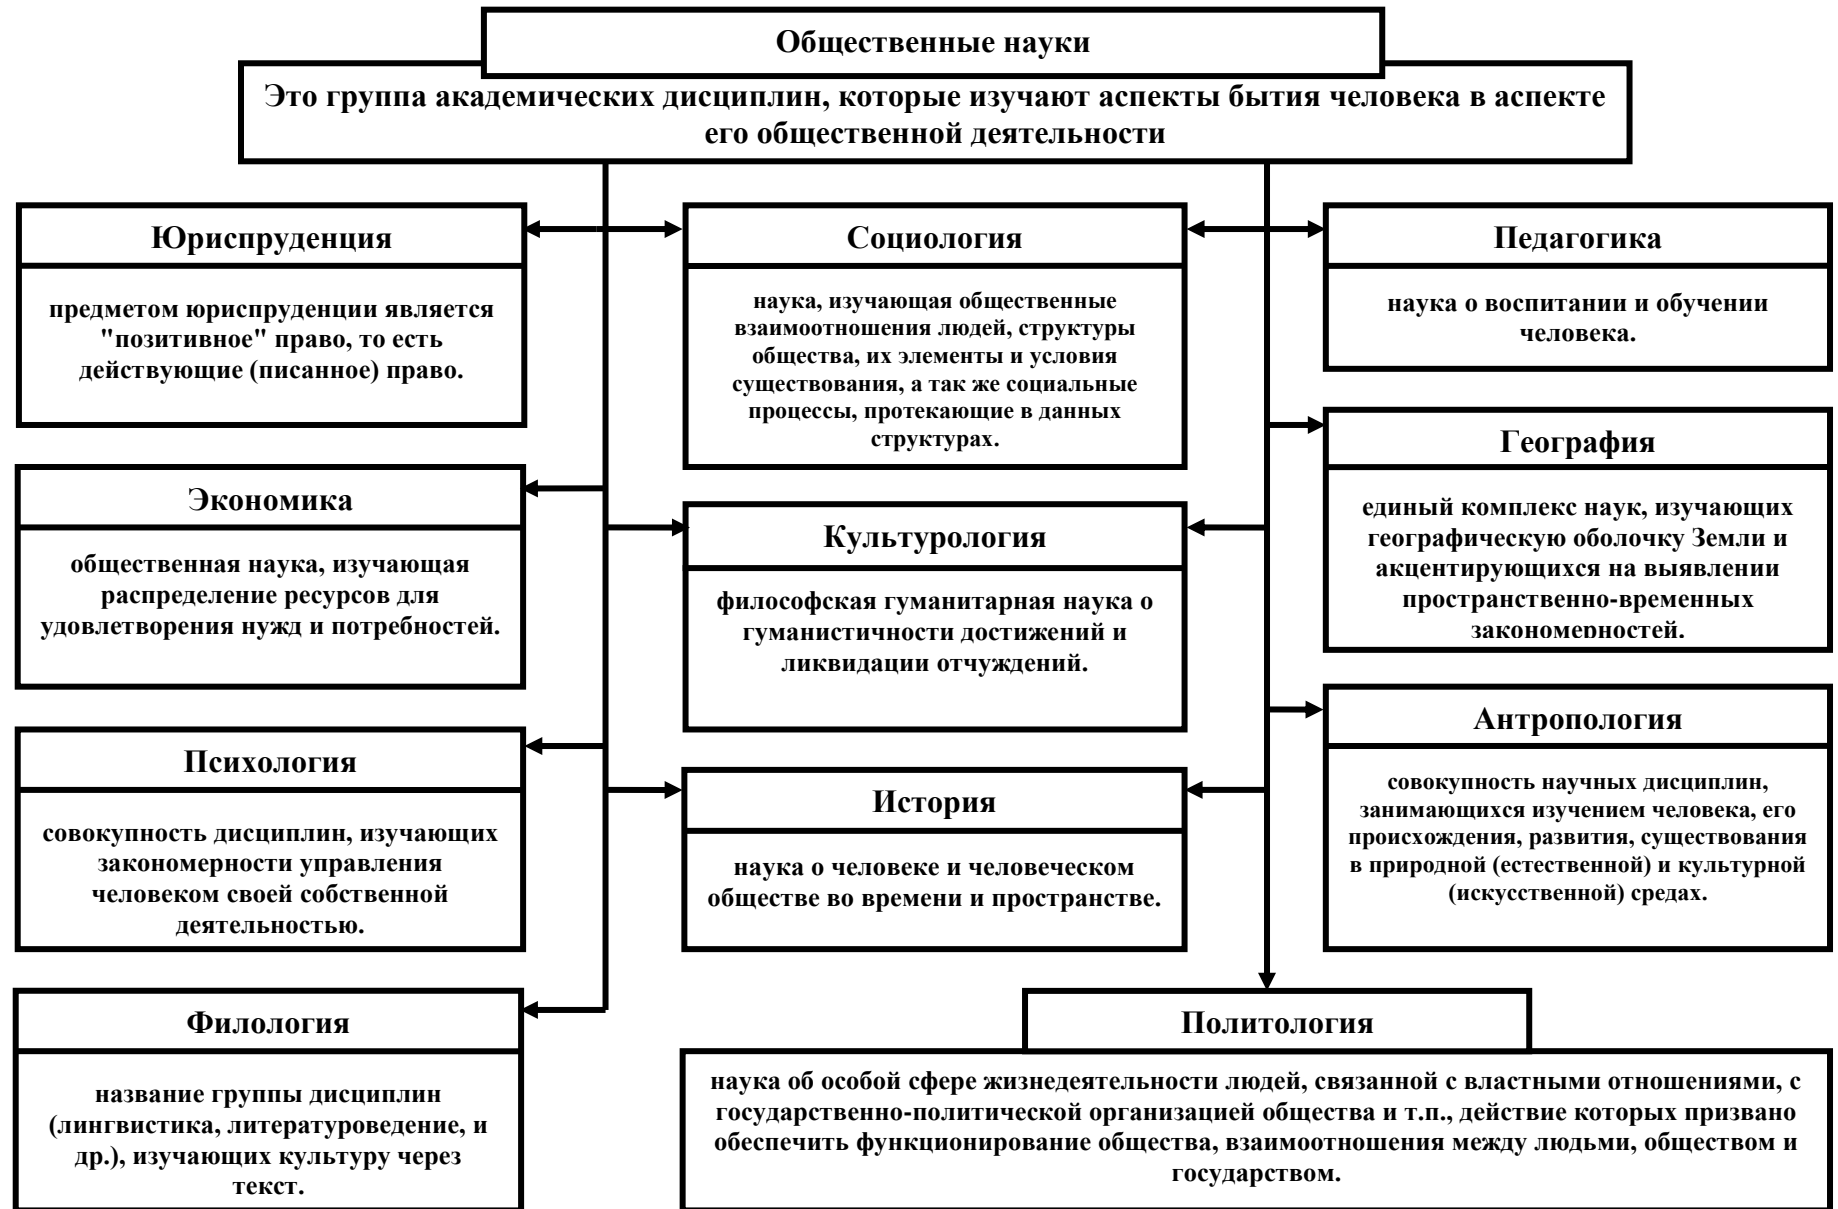 Общественные науки
Это группа академических дисциплин, которые изучают аспекты бытия человека в аспекте
его общественной деятельности
Юриспруденция
предметом юриспруденции является
"позитивное" право, то есть
действующие (писанное) право.
Социология
наука, изучающая общественные
взаимоотношения людей, структуры
общества, их элементы и условия
существования, а так же социальные
процессы, протекающие в данных
структурах.
Педагогика
наука о воспитании и обучении
человека.
География
единый комплекс наук, изучающих
географическую оболочку Земли и
акцентирующихся на выявлении
пространственно-временных
закономерностей.
Экономика
общественная наука, изучающая
распределение ресурсов для
удовлетворения нужд и потребностей.
Культурология
философская гуманитарная наука о
гуманистичности достижений и
ликвидации отчуждений.
Антропология
совокупность научных дисциплин,
занимающихся изучением человека, его
происхождения, развития, существования
в природной (естественной) и культурной
(искусственной) средах.
Психология
совокупность дисциплин, изучающих
закономерности управления
человеком своей собственной
деятельностью.
История
наука о человеке и человеческом
обществе во времени и пространстве.
Филология
название группы дисциплин
(лингвистика, литературоведение, и
др.), изучающих культуру через
текст.
Политология
наука об особой сфере жизнедеятельности людей, связанной с властными отношениями, с
государственно-политической организацией общества и т.п., действие которых призвано
обеспечить функционирование общества, взаимоотношения между людьми, обществом и
государством.